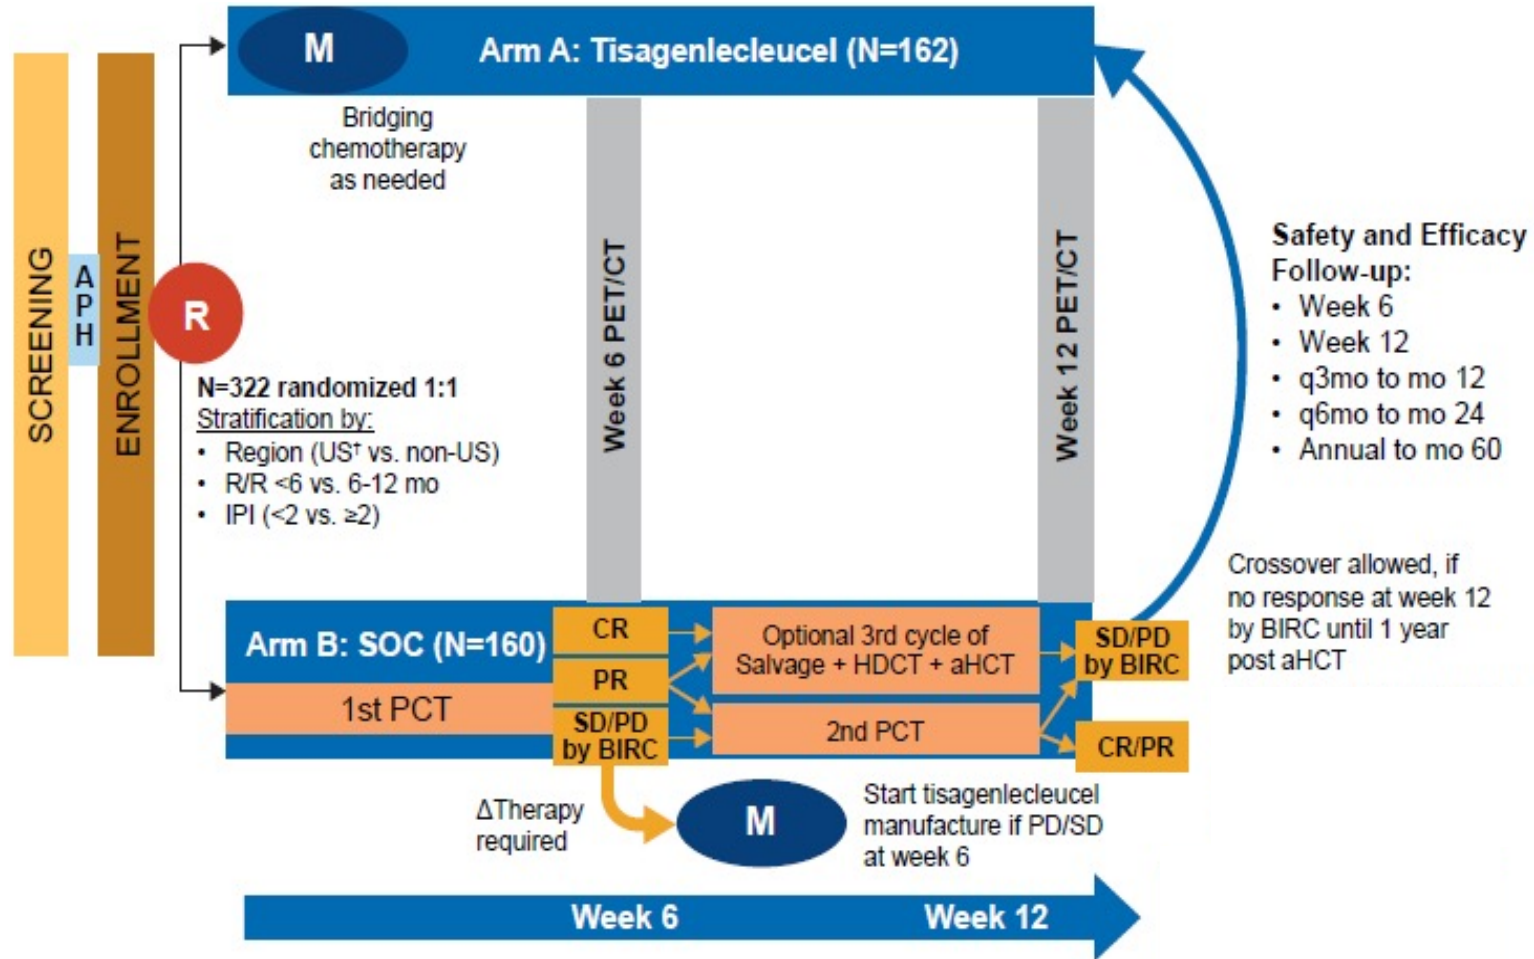 M
Arm A: Tisagenlecleucel (N=162)
Bridging
chemotherapy
as needed
SCREENING
A
P
H
ENROLLMENT
R
N=322 randomized 1:1
Stratification by:
• Region (US† vs. non-US)
• R/R <6 vs. 6-12 mo
• IPI (<2 vs. ≥2)
Week 6 PET/CT
Week 12 PET/CT
Safety and Efficacy
Follow-up:
• Week 6
• Week 12
• q3mo to mo 12
• q6mo to mo 24
• Annual to mo 60
Crossover allowed, if
no response at week 12
by BIRC until 1 year
post aHCT
Arm B: SOC (N=160)
1st PCT
CR
PR
SD/PD
by BIRC
Optional 3rd cycle of
Salvage + HDCT + aHCT
2nd PCT
SD/PD
by BIRC
CR/PR
ΔTherapy
required
M
Start tisagenlecleucel
manufacture if PD/SD
at week 6
Week 6
Week 12